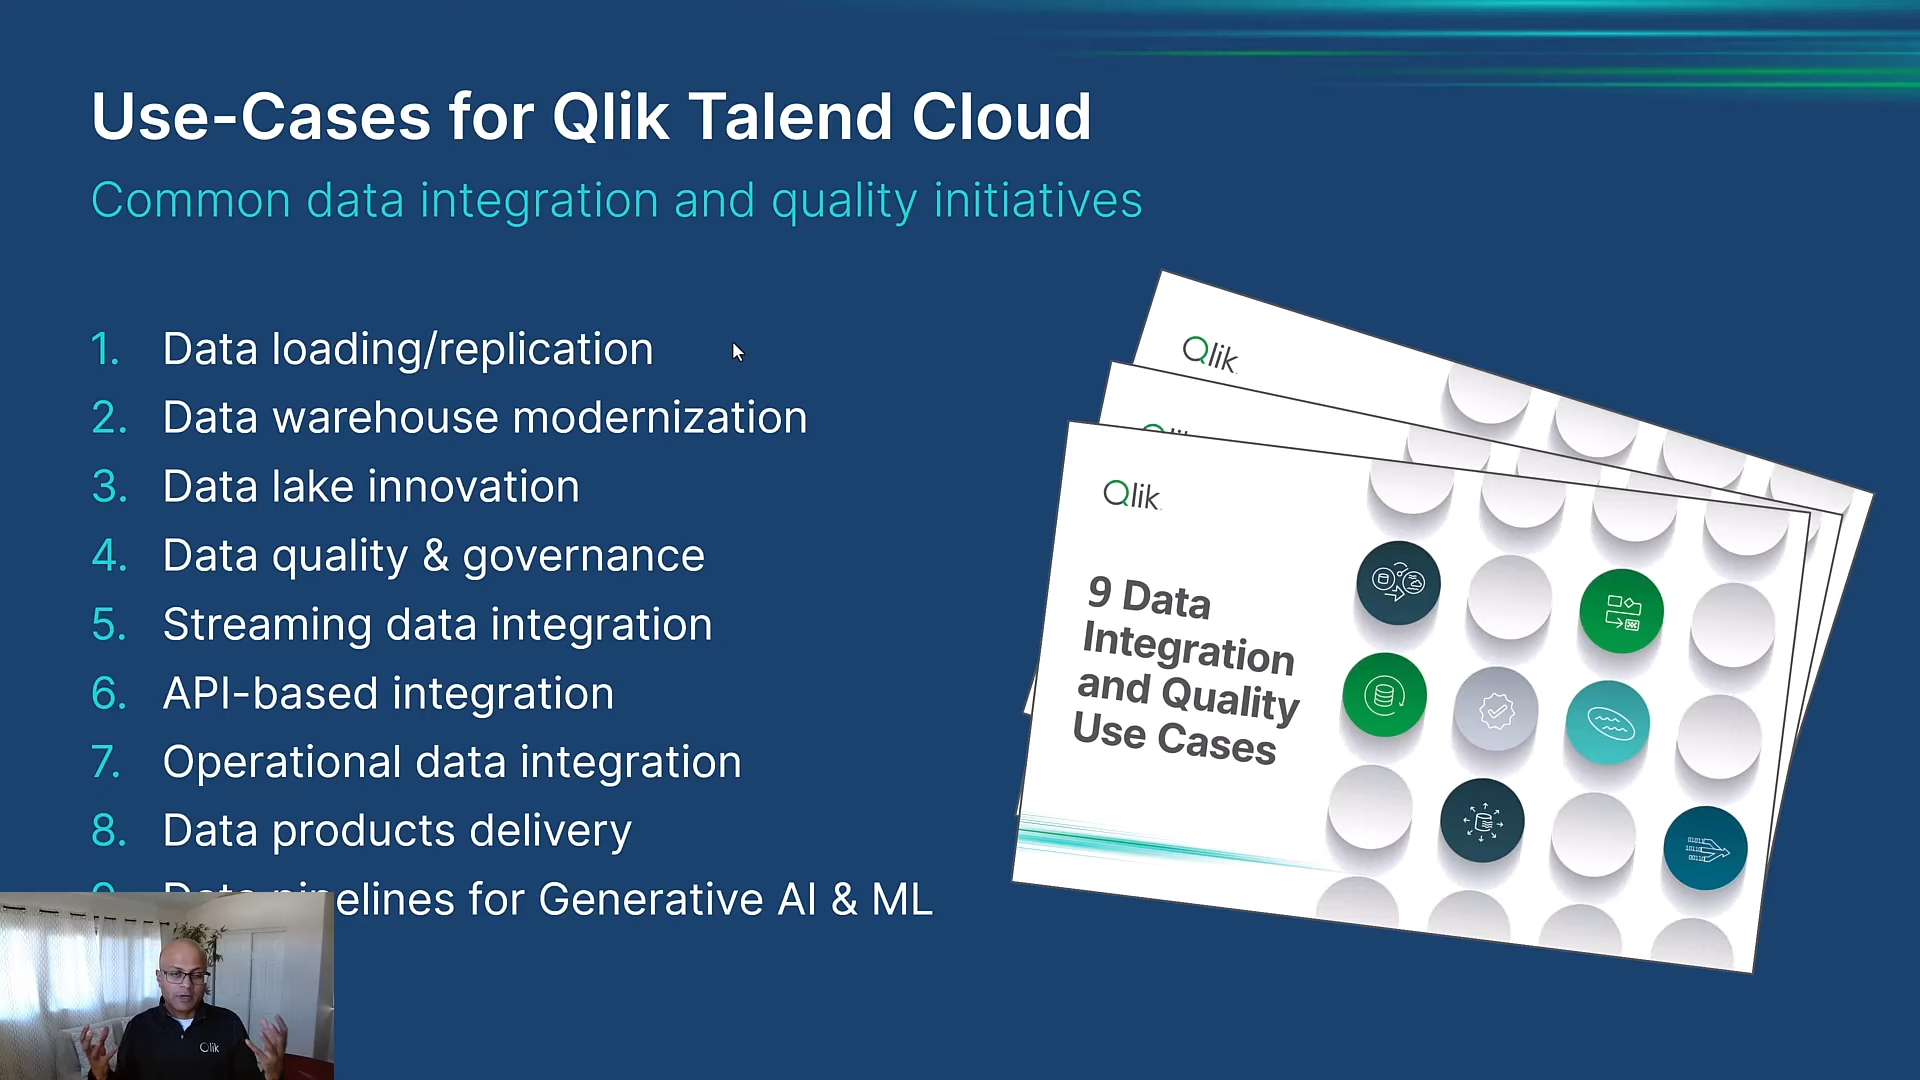 Use-Cases for Qlik Talend Cloud
Common data integration and quality initiatives
1. Data loading/replication
2. Data warehouse modernization
3. Data lake innovation
4. Data quality & governance
5. Streaming data integration
6. API-based integration
7. Operational data integration
8. Data products delivery
9. Data pipelines for Generative AI & ML
Qlik
Qlik
9 Data
Integration
and Quality
Use Cases
Qlik